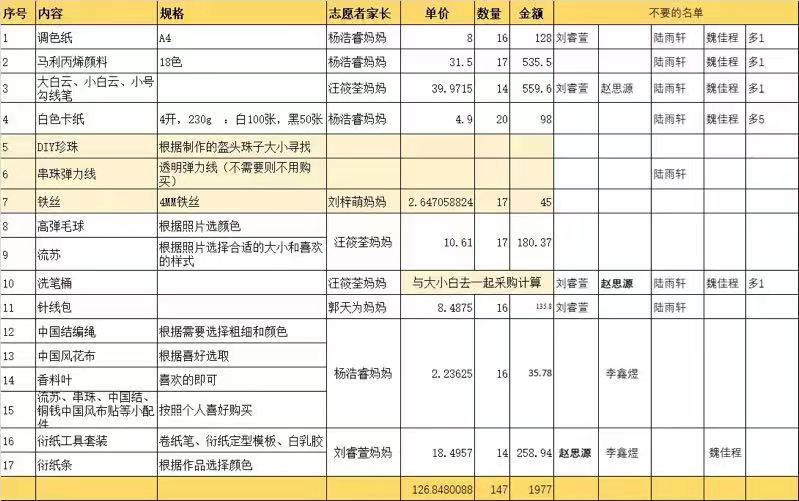 序号 内容 规格 志愿者家长 单价 数量 金额 不要的名单
1 调色纸 A4 杨浩睿妈妈 8 16 128 刘睿萱 陆雨轩 魏佳程 多1
2 马利丙烯颜料 18色 杨浩睿妈妈 31.5 17 535.5 陆雨轩 魏佳程 多1
3 大白云、小白云、小号
勾线笔 汪筱荃妈妈 39.9715 14 559.6 刘睿萱 赵思源 陆雨轩 魏佳程 多1
4 白色卡纸 4开，230g ：白100张，黑50张 杨浩睿妈妈 4.9 20 98 陆雨轩 魏佳程 多5
5 DIY珍珠 根据制作的盔头珠子大小寻找
6 串珠弹力线 透明弹力线（不需要则不用购
买） 陆雨轩
7 铁丝 4MM铁丝 刘梓萌妈妈 2.647058824 17 45
8 高弹毛球 根据照片选颜色
汪筱荃妈妈 10.61 17 180.37
9 流苏 根据照片选择合适的大小和喜欢
的样式
10 洗笔桶 汪筱荃妈妈 与大小白去一起采购计算 刘睿萱 赵思源 陆雨轩 魏佳程 多1
11 针线包 郭天为妈妈 8.4875 16 135.8 刘睿萱 陆雨轩
12 中国结编绳 根据需要选择粗细和颜色
13 中国风花布 根据喜好选取
杨浩睿妈妈 2.23625 16 35.78 李鑫煜
14 香料叶 喜欢的即可
15 流苏、串珠、中国结、
铜钱中国风布贴等小配
件 按照个人喜好购买
16 衍纸工具套装 卷纸笔、衍纸定型模板、白乳胶
刘睿萱妈妈 18.4957 14 258.94 赵思源 李鑫煜 魏佳程
17 衍纸条 根据作品选择颜色
126.8480088 147 1977